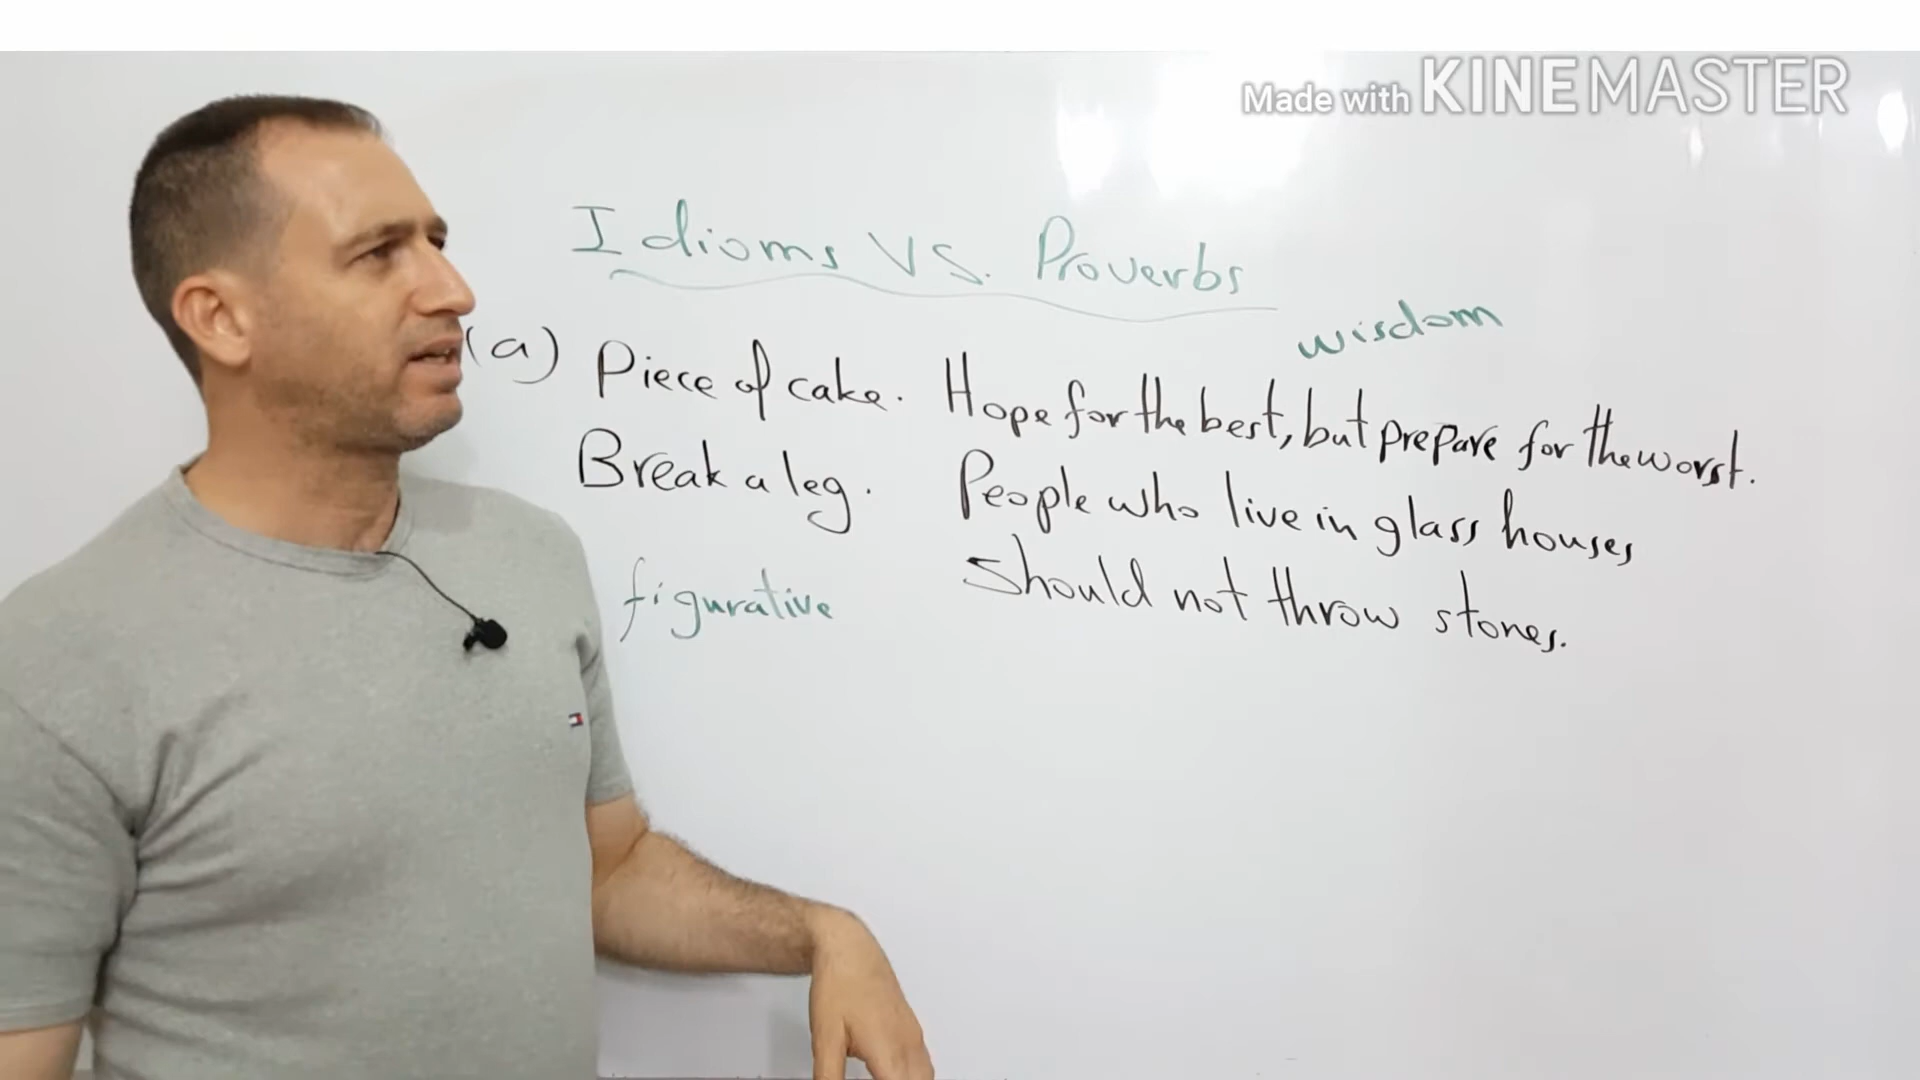 Made with KINEMASTER
Idioms VS. Proverbs
wisdom
(a) Piece of cake. Hope for the best, but prepare for the worst.
Break a leg. People who live in glass houses
should not throw stones.
figurative